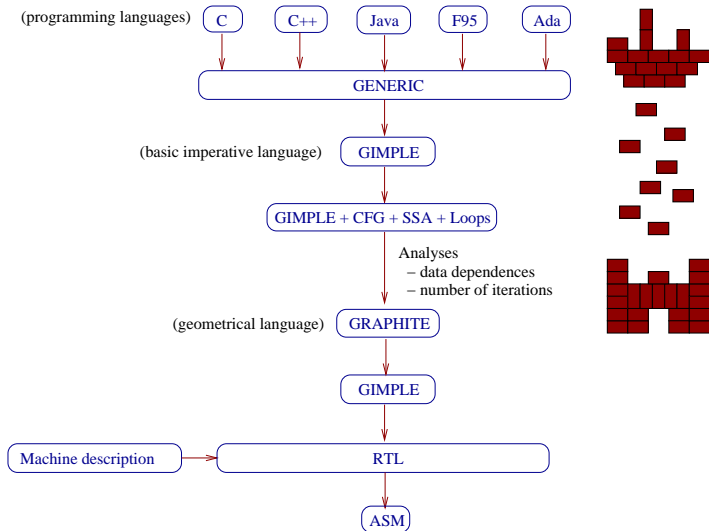 (programming languages) C C++ Java F95 Ada
GENERIC
(basic imperative language) GIMPLE
GIMPLE + CFG + SSA + Loops
Analyses
– data dependences
– number of iterations
(geometrical language) GRAPHITE
GIMPLE
Machine description RTL
ASM